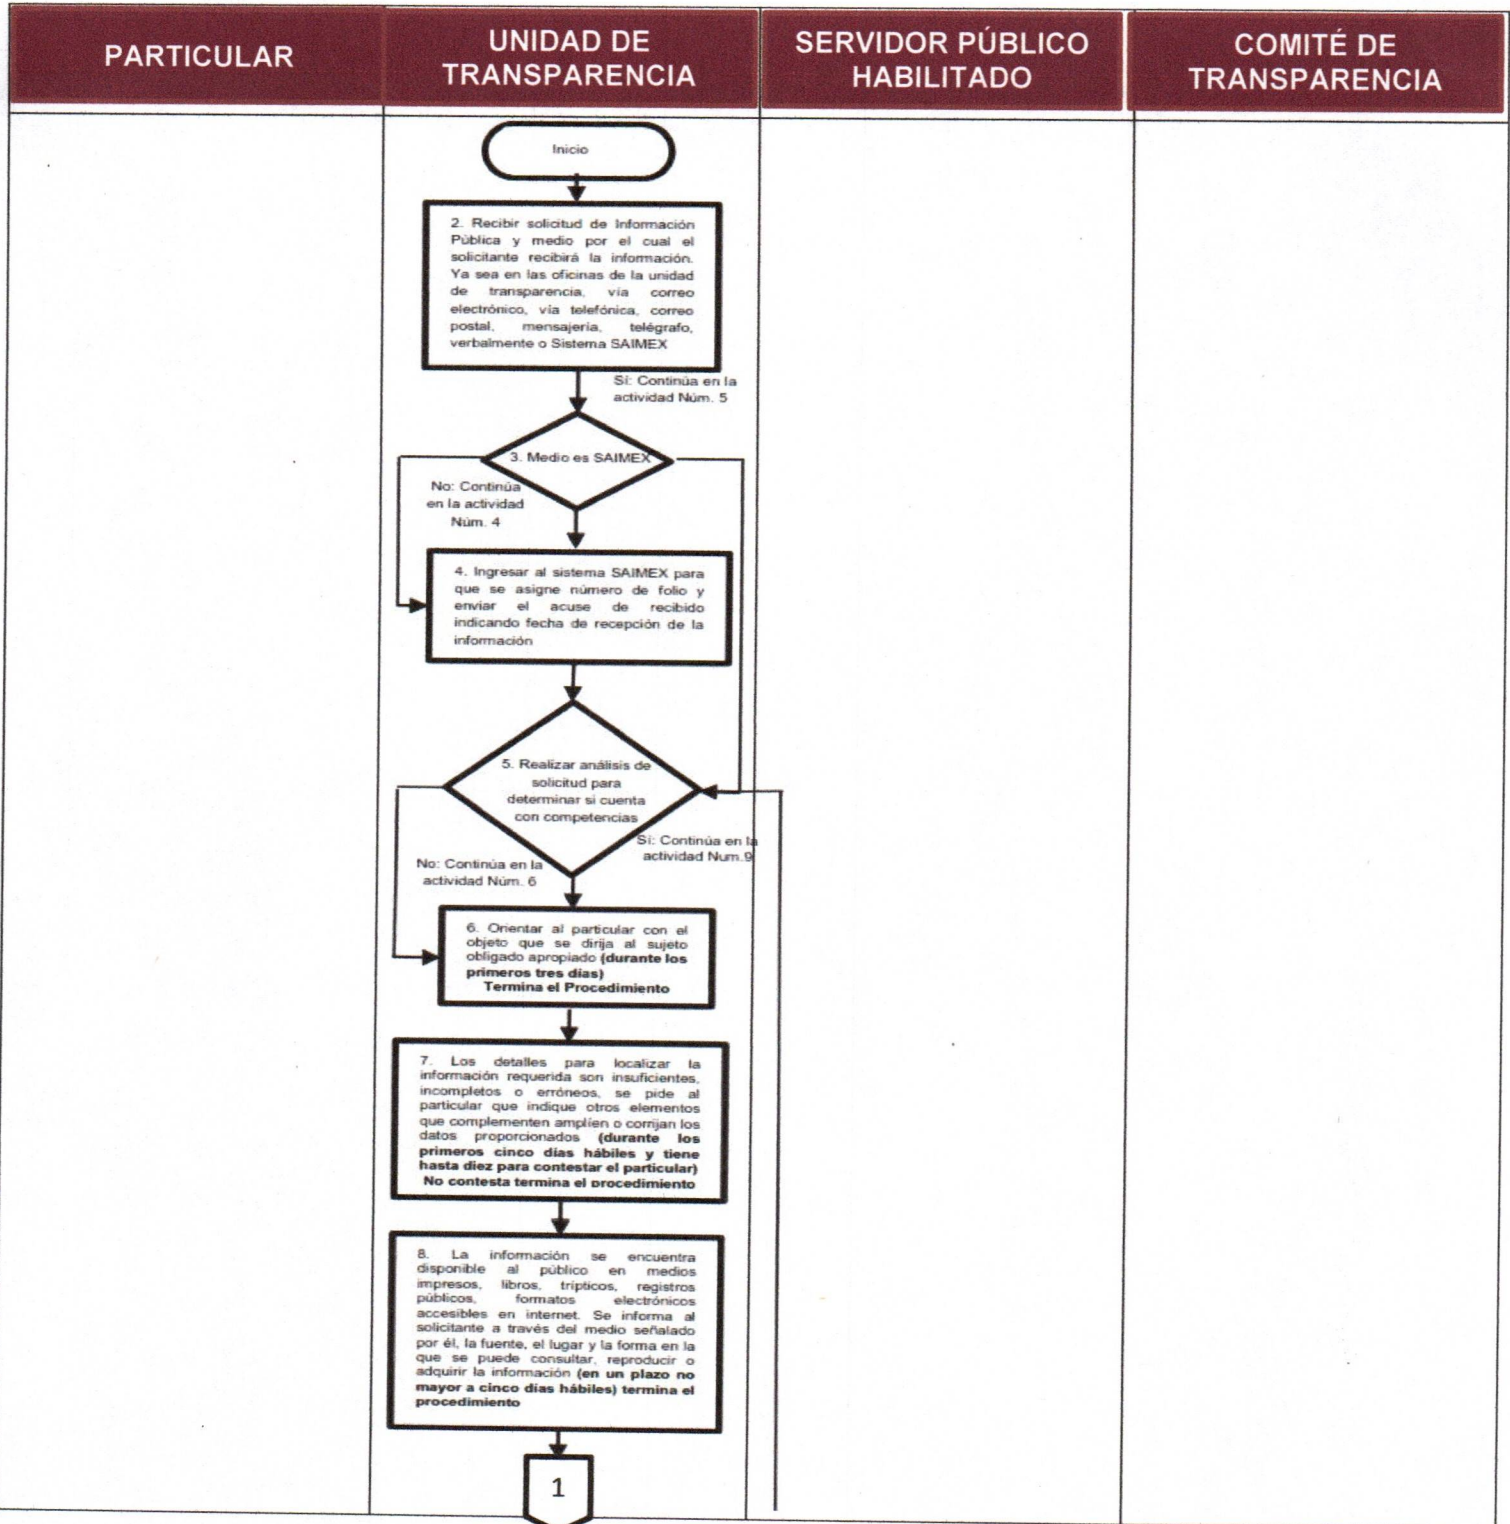 PARTICULAR
UNIDAD DE
TRANSPARENCIA
SERVIDOR PÚBLICO
HABILITADO
COMITÉ DE
TRANSPARENCIA
Inicio
2. Recibir solicitud de Información
Pública y medio por el cual el
solicitante recibirá la información.
Ya sea en las oficinas de la unidad
de transparencia, vía correo
electrónico, vía telefónica, correo
postal, mensajería, telégrafo,
verbalmente o Sistema SAIMEX
Sí: Continúa en la
actividad Núm. 5
3. Medio es SAIMEX
No: Continúa
en la actividad
Núm. 4
4. Ingresar al sistema SAIMEX para
que se asigne número de folio y
enviar el acuse de recibido
indicando fecha de recepción de la
información
5. Realizar análisis de
solicitud para
determinar si cuenta
con competencias
Sí: Continúa en la
actividad Num.9
No: Continúa en la
actividad Núm. 6
6. Orientar al particular con el
objeto que se dirija al sujeto
obligado apropiado (durante los
primeros tres días)
Termina el Procedimiento
7. Los detalles para localizar la
información requerida son insuficientes,
incompletos o erróneos, se pide al
particular que indique otros elementos
que complementen amplíen o corrijan los
datos proporcionados (durante los
primeros cinco días hábiles y tiene
hasta diez para contestar el particular)
No contesta termina el procedimiento
8. La información se encuentra
disponible al público en medios
impresos, libros, trípticos, registros
públicos, formatos electrónicos
accesibles en internet. Se informa al
solicitante a través del medio señalado
por él, la fuente, el lugar y la forma en la
que se puede consultar, reproducir o
adquirir la información (en un plazo no
mayor a cinco días hábiles) termina el
procedimiento
1